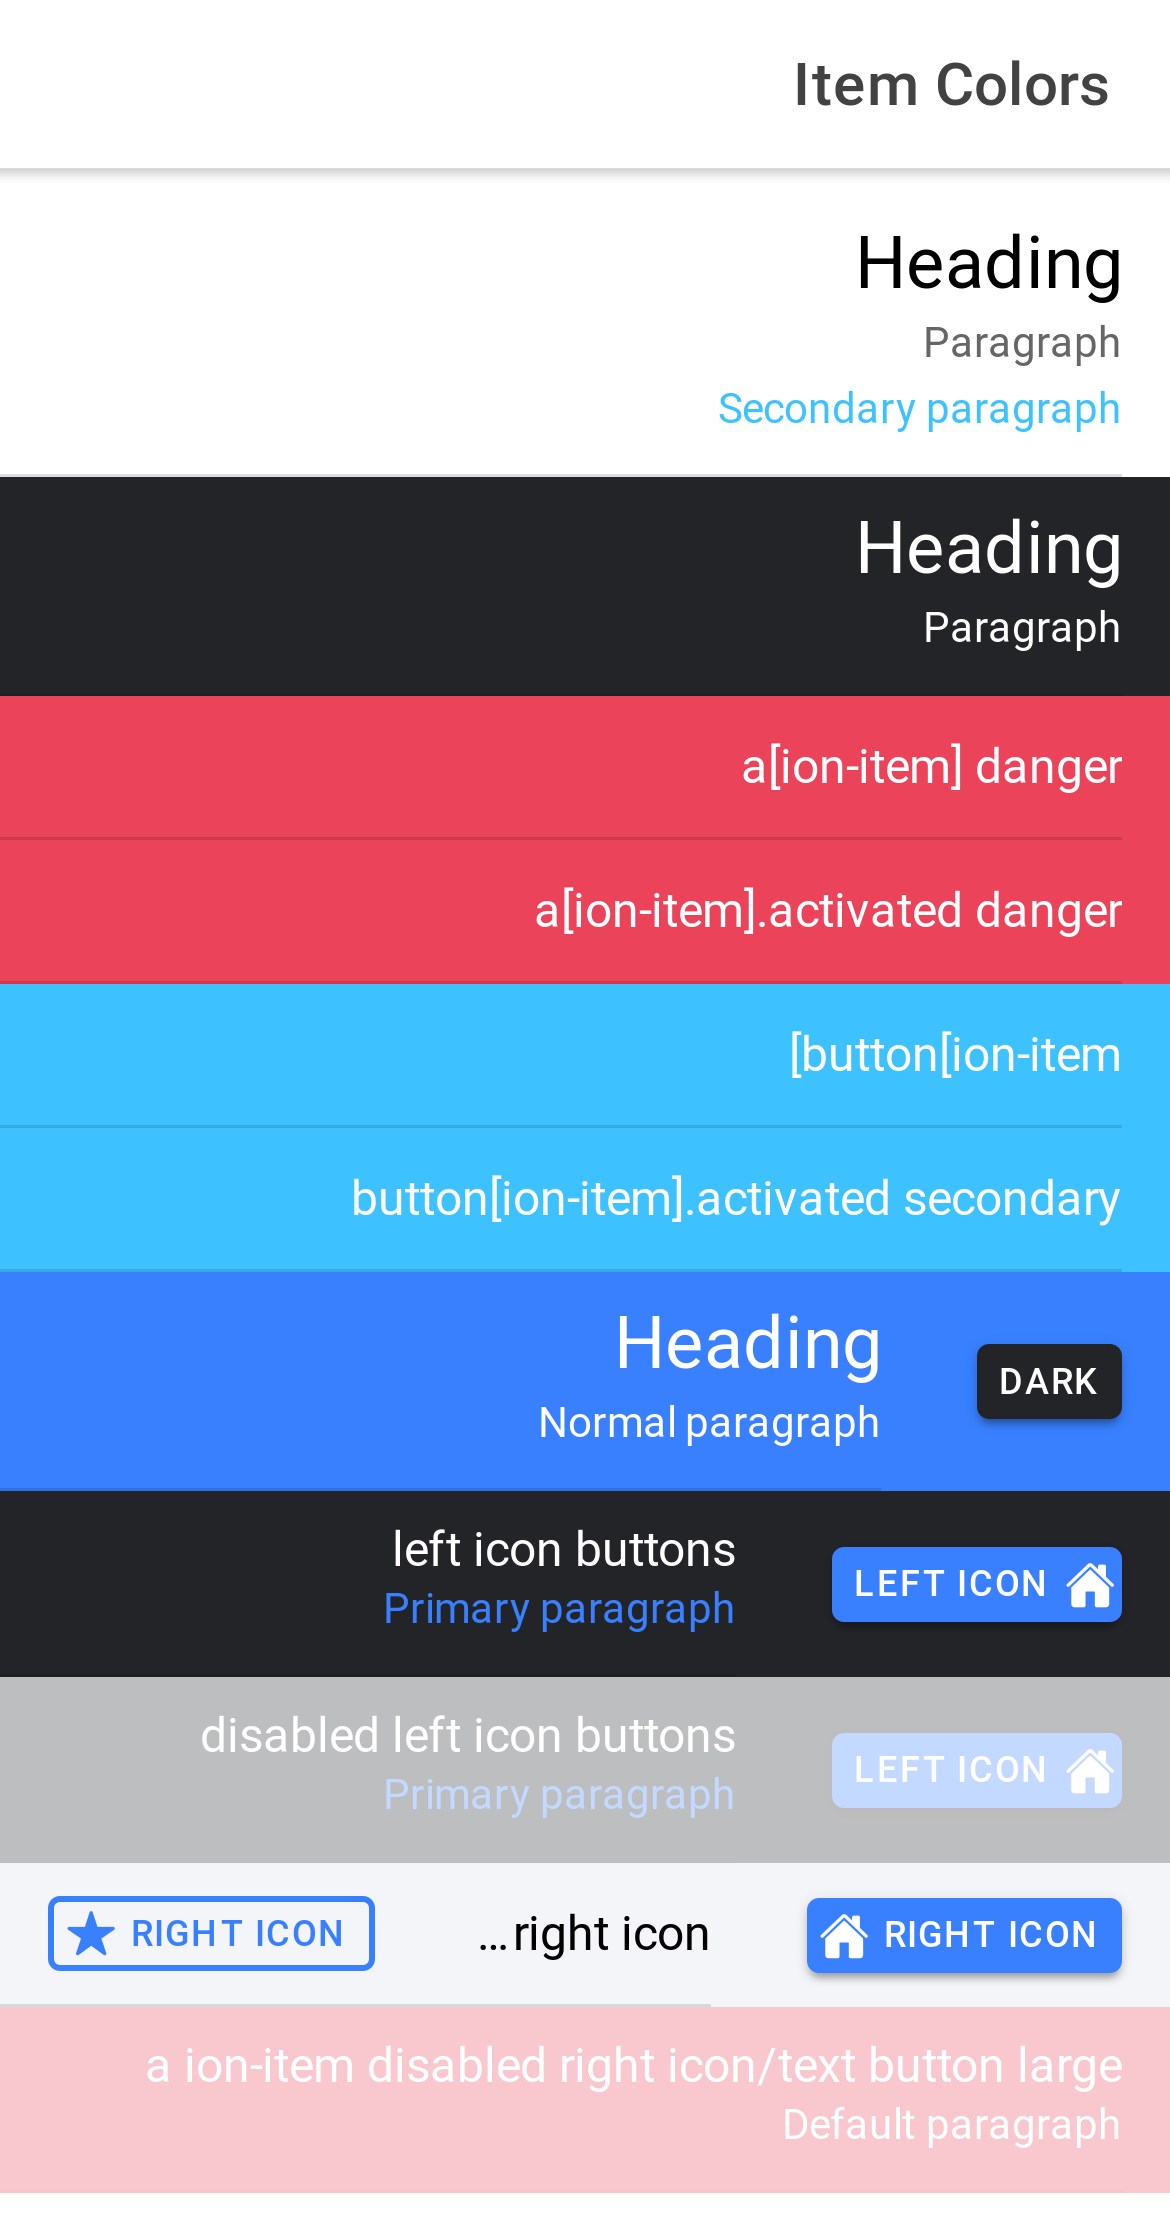 Item Colors
Heading
Paragraph
Secondary paragraph
Heading
Paragraph
a[ion-item] danger
a[ion-item].activated danger
[button[ion-item
button[ion-item].activated secondary
Heading
Normal paragraph
DARK
left icon buttons
Primary paragraph
LEFT ICON
disabled left icon buttons
Primary paragraph
LEFT ICON
RIGHT ICON
...right icon
RIGHT ICON
a ion-item disabled right icon/text button large
Default paragraph